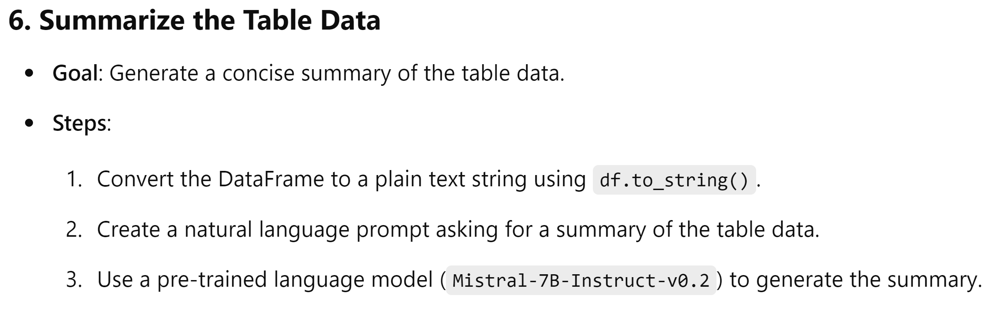 6. Summarize the Table Data
• Goal: Generate a concise summary of the table data.
• Steps:
1. Convert the DataFrame to a plain text string using df.to_string().
2. Create a natural language prompt asking for a summary of the table data.
3. Use a pre-trained language model (Mistral-7B-Instruct-v0.2) to generate the summary.